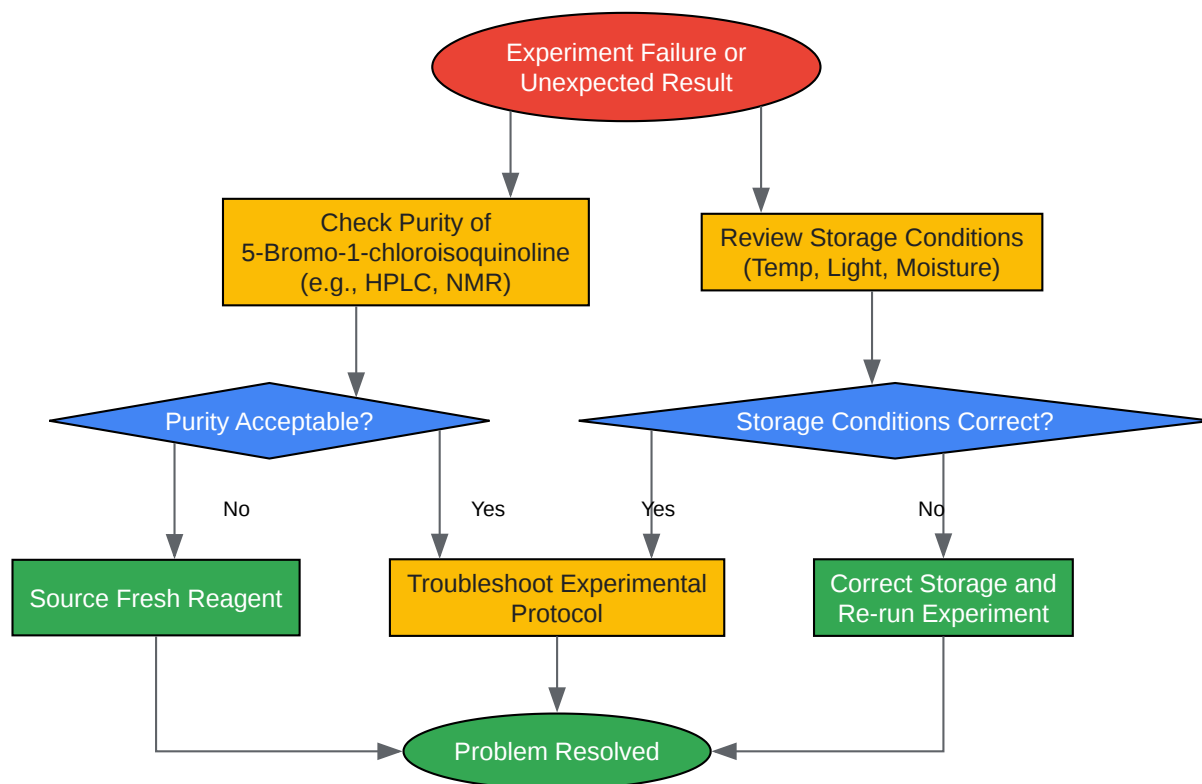 Experiment Failure or
Unexpected Result
Check Purity of
5-Bromo-1-chloroisoquinoline
(e.g., HPLC, NMR)
Review Storage Conditions
(Temp, Light, Moisture)
Purity Acceptable?
Storage Conditions Correct?
No
Yes
Yes
No
Source Fresh Reagent
Troubleshoot Experimental
Protocol
Correct Storage and
Re-run Experiment
Problem Resolved